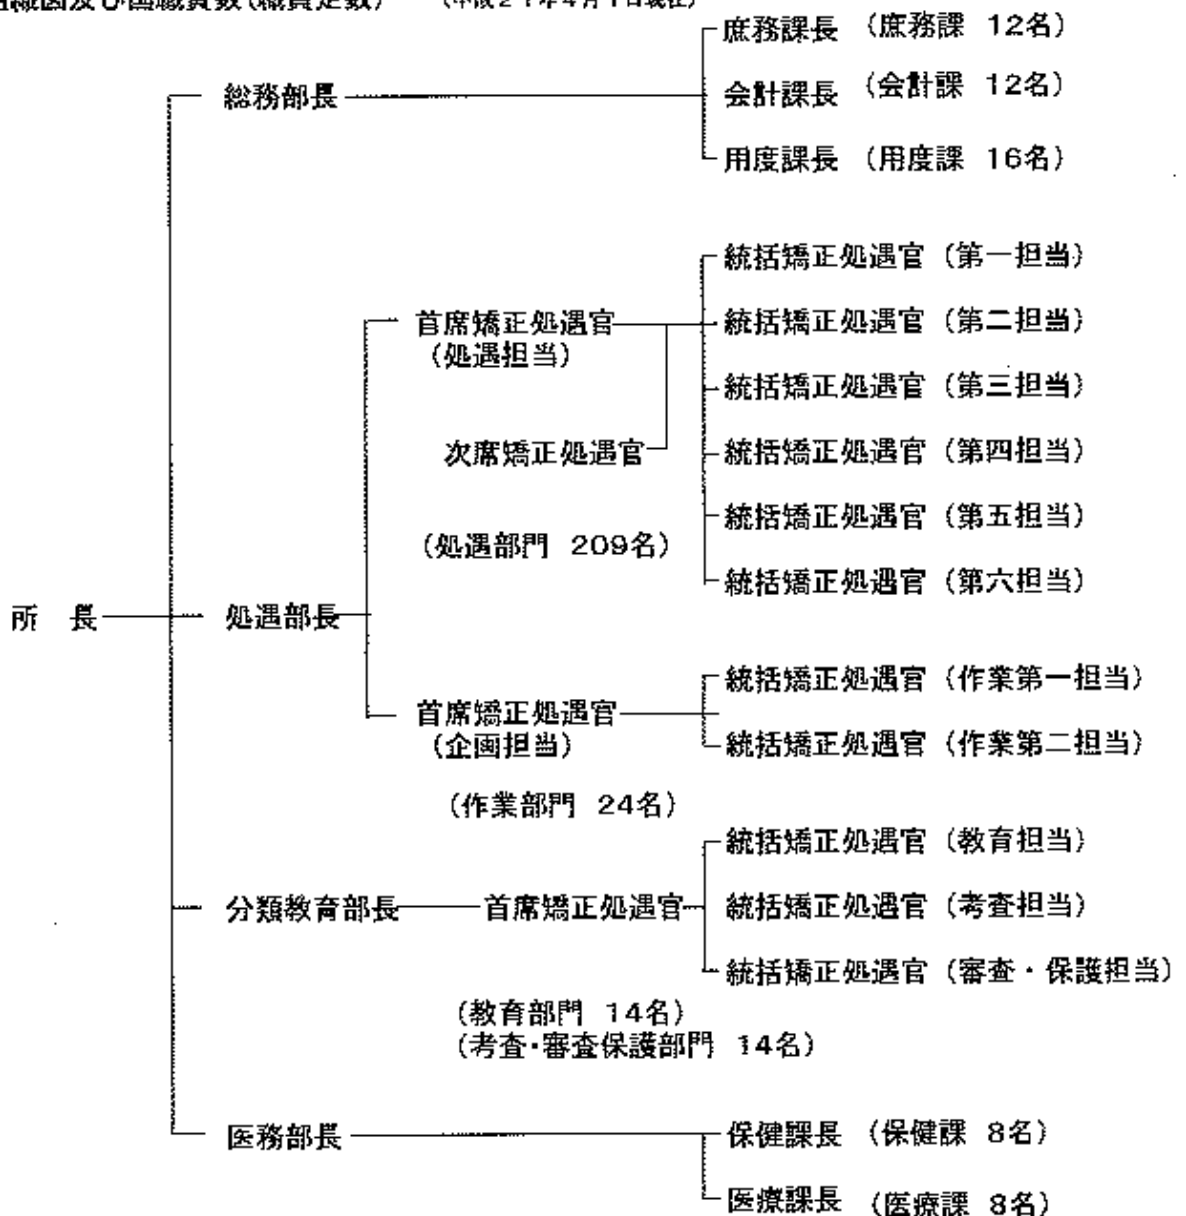 庶務課長 (庶務課 12名)
総務部長
会計課長 (会計課 12名)
用度課長 (用度課 16名)
統括矯正処遇官 (第一担当)
首席矯正処遇官
(処遇担当)
統括矯正処遇官 (第二担当)
統括矯正処遇官 (第三担当)
次席矯正処遇官
統括矯正処遇官 (第四担当)
統括矯正処遇官 (第五担当)
(処遇部門 209名)
統括矯正処遇官 (第六担当)
所 長
処遇部長
統括矯正処遇官 (作業第一担当)
首席矯正処遇官
(企画担当)
統括矯正処遇官 (作業第二担当)
(作業部門 24名)
統括矯正処遇官 (教育担当)
分類教育部長
首席矯正処遇官
統括矯正処遇官 (考査担当)
統括矯正処遇官 (審査・保護担当)
(教育部門 14名)
(考査・審査保護部門 14名)
医務部長
保健課長 (保健課 8名)
医療課長 (医療課 8名)